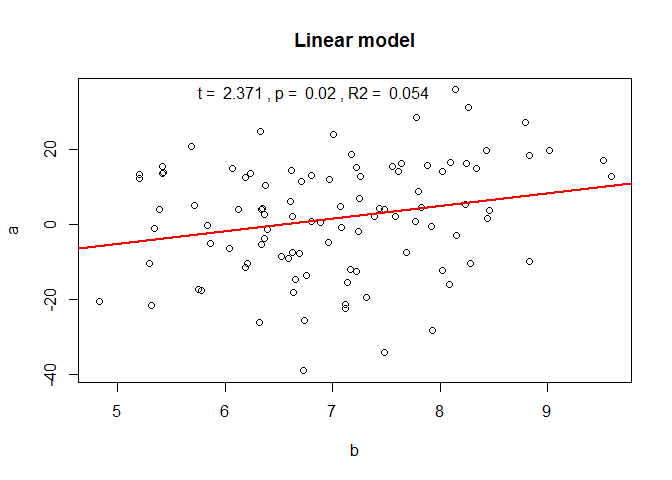 Linear model
t = 2.371 , p = 0.02 , R2 = 0.054
20
0
-20
-40
a
5 6 7 8 9
b